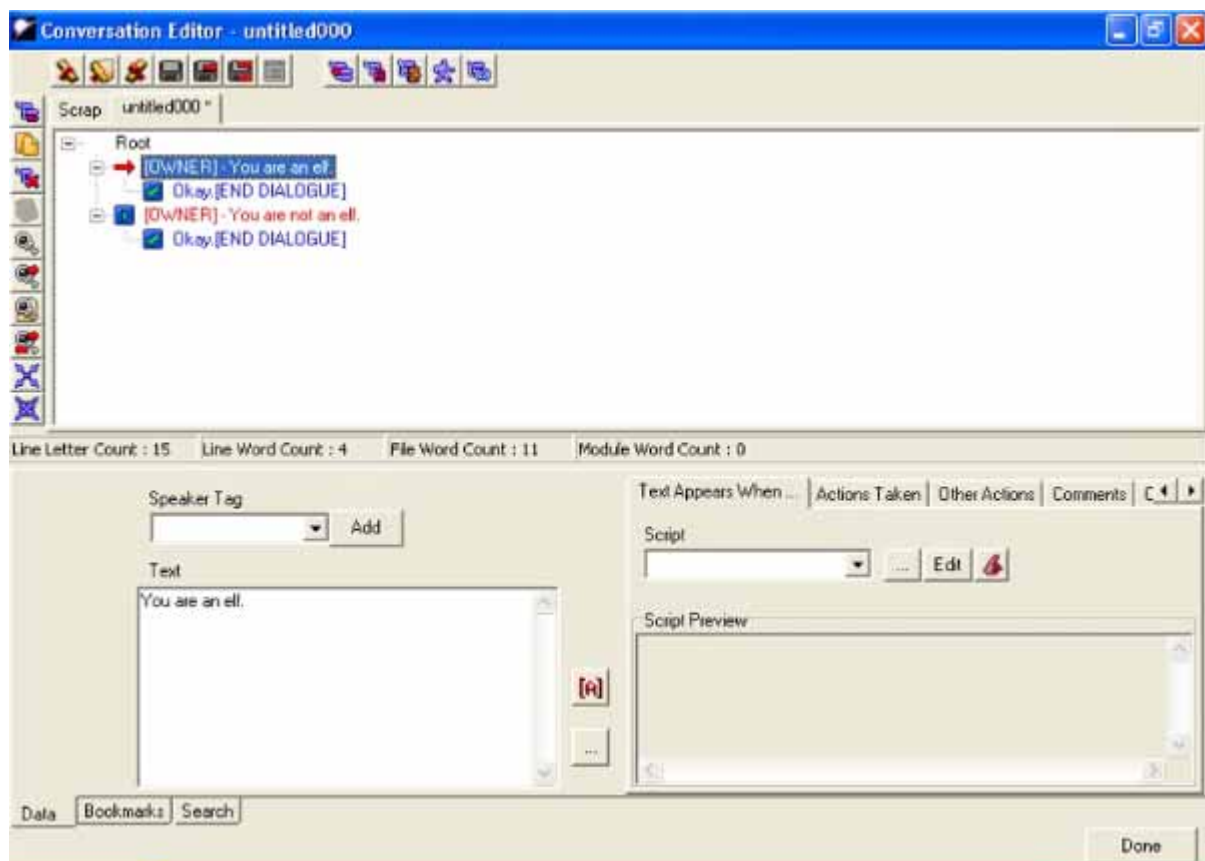 Conversation Editor - untitled000
Scrap untitled000 *
Root
[OWNER] - You are an elf.
Okay.[END DIALOGUE]
[OWNER] - You are not an elf.
Okay.[END DIALOGUE]
Line Letter Count : 15 Line Word Count : 4 File Word Count : 11 Module Word Count : 0
Speaker Tag
Add
Text
You are an elf.
[A]
...
Text Appears When ... Actions Taken Other Actions Comments
Script
... Edit
Script Preview
Data Bookmarks Search
Done